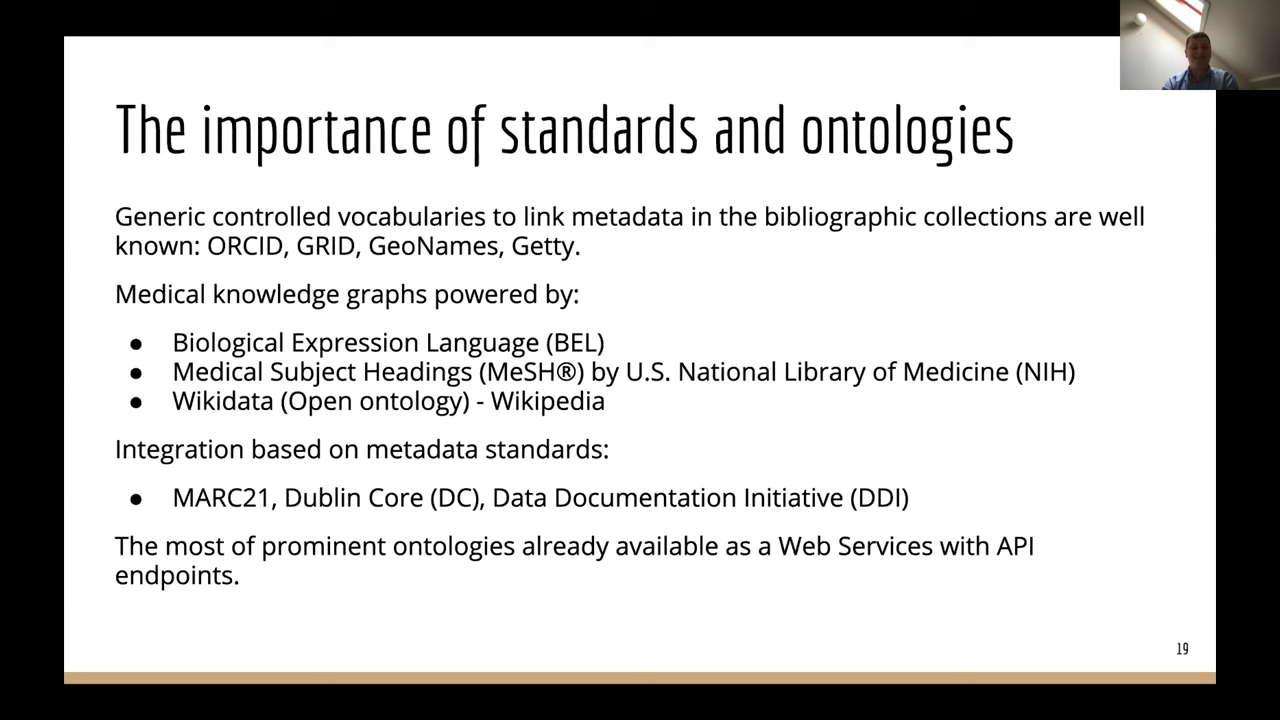 The importance of standards and ontologies
Generic controlled vocabularies to link metadata in the bibliographic collections are well
known: ORCID, GRID, GeoNames, Getty.
Medical knowledge graphs powered by:
● Biological Expression Language (BEL)
● Medical Subject Headings (MeSH®) by U.S. National Library of Medicine (NIH)
● Wikidata (Open ontology) - Wikipedia
Integration based on metadata standards:
● MARC21, Dublin Core (DC), Data Documentation Initiative (DDI)
The most of prominent ontologies already available as a Web Services with API
endpoints.
19